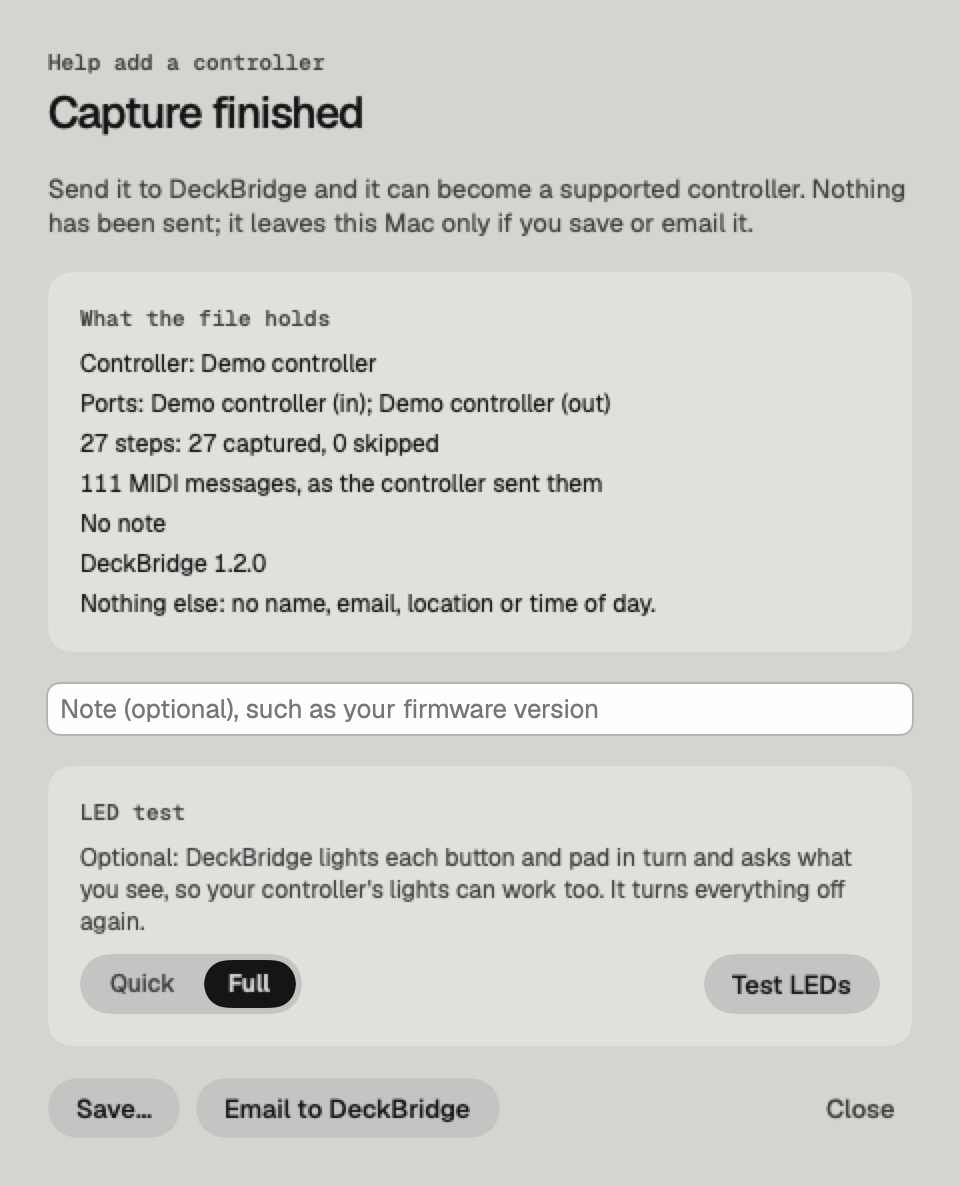 Help add a controller
Capture finished
Send it to DeckBridge and it can become a supported controller. Nothing
has been sent; it leaves this Mac only if you save or email it.
What the file holds
Controller: Demo controller
Ports: Demo controller (in); Demo controller (out)
27 steps: 27 captured, 0 skipped
111 MIDI messages, as the controller sent them
No note
DeckBridge 1.2.0
Nothing else: no name, email, location or time of day.
Note (optional), such as your firmware version
LED test
Optional: DeckBridge lights each button and pad in turn and asks what
you see, so your controller's lights can work too. It turns everything off
again.
Quick Full Test LEDs
Save... Email to DeckBridge Close